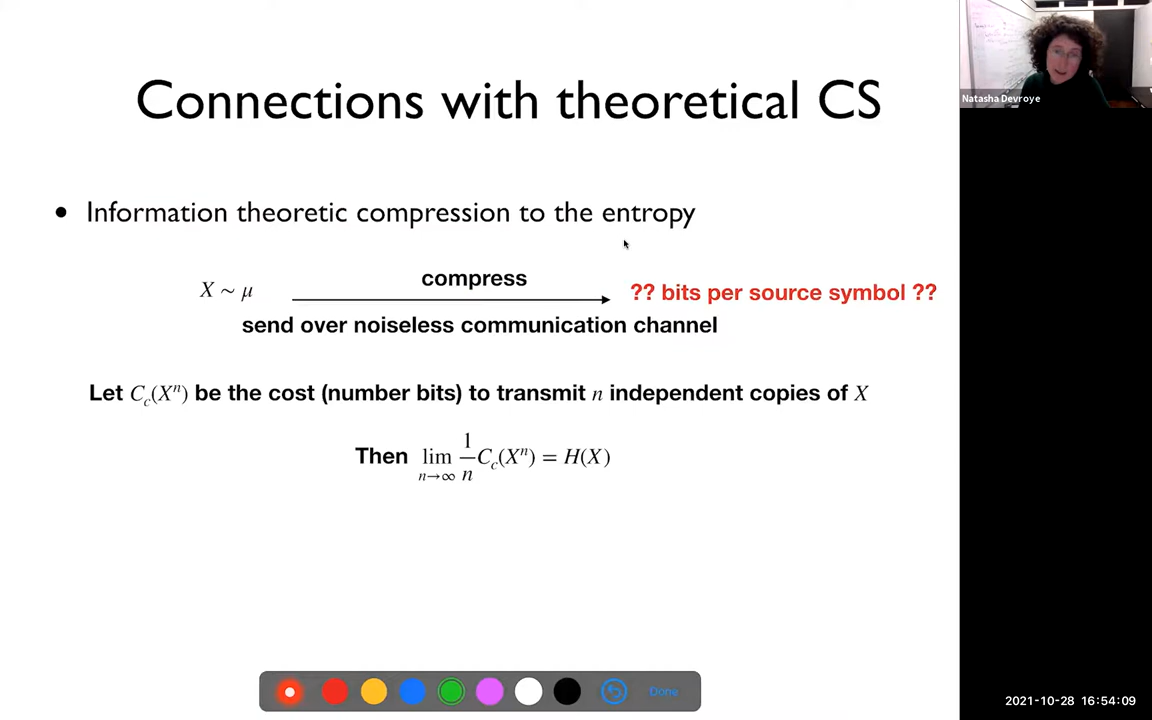 Connections with theoretical CS
Natasha Devroye
• Information theoretic compression to the entropy
compress
X ∼ μ
?? bits per source symbol ??
send over noiseless communication channel
Let C_c(X^n) be the cost (number bits) to transmit n independent copies of X
Then lim_{n→∞} 1/n C_c(X^n) = H(X)
Done
2021-10-28 16:54:09